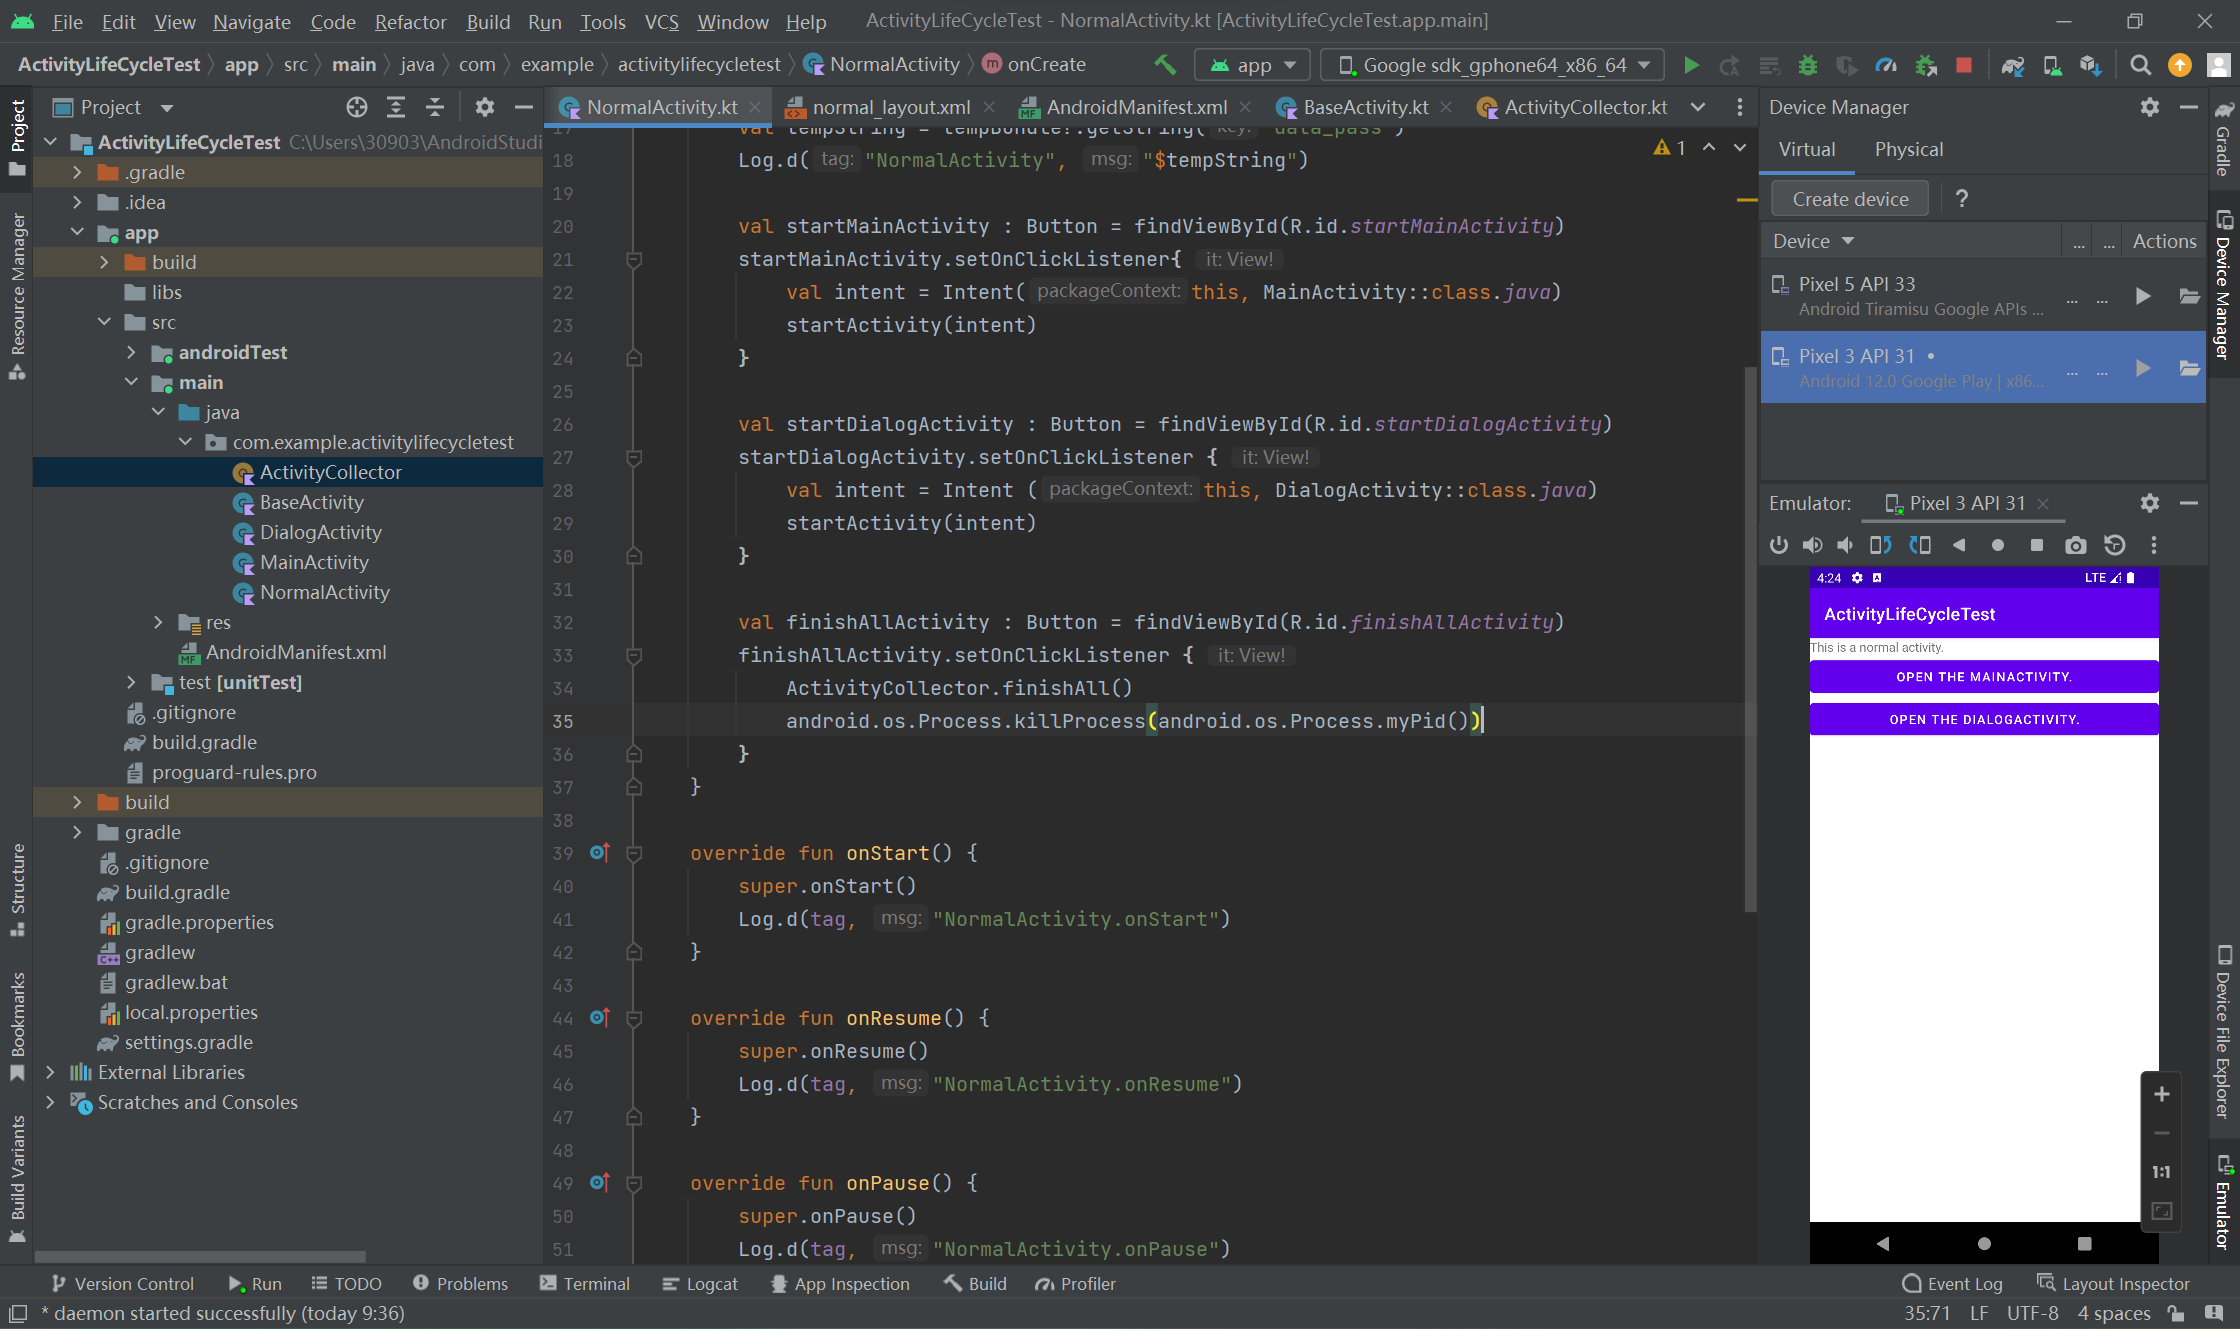 File Edit View Navigate Code Refactor Build Run Tools VCS Window Help ActivityLifeCycleTest - NormalActivity.kt [ActivityLifeCycleTest.app.main]
ActivityLifeCycleTest app src main java com example activitylifecycletest NormalActivity onCreate app Google sdk_gphone64_x86_64
Project
Resource Manager
Structure
Bookmarks
Build Variants
Project
ActivityLifeCycleTest C:\Users\30903\AndroidStudi
.gradle
.idea
app
build
libs
src
androidTest
main
java
com.example.activitylifecycletest
ActivityCollector
BaseActivity
DialogActivity
MainActivity
NormalActivity
res
AndroidManifest.xml
test [unitTest]
.gitignore
build.gradle
proguard-rules.pro
build
gradle
.gitignore
build.gradle
gradle.properties
gradlew
gradlew.bat
local.properties
settings.gradle
External Libraries
Scratches and Consoles
NormalActivity.kt normal_layout.xml AndroidManifest.xml BaseActivity.kt ActivityCollector.kt
17 val tempString = tempBundle?.getString( key: "data_pass")
18 Log.d( tag: "NormalActivity", msg: "$tempString")
1
19
20 val startMainActivity : Button = findViewById(R.id.startMainActivity)
21 startMainActivity.setOnClickListener{ it: View!
22 val intent = Intent( packageContext: this, MainActivity::class.java)
23 startActivity(intent)
24 }
25
26 val startDialogActivity : Button = findViewById(R.id.startDialogActivity)
27 startDialogActivity.setOnClickListener { it: View!
28 val intent = Intent ( packageContext: this, DialogActivity::class.java)
29 startActivity(intent)
30 }
31
32 val finishAllActivity : Button = findViewById(R.id.finishAllActivity)
33 finishAllActivity.setOnClickListener { it: View!
34 ActivityCollector.finishAll()
35 android.os.Process.killProcess(android.os.Process.myPid())
36 }
37 }
38
39 override fun onStart() {
40 super.onStart()
41 Log.d(tag, msg: "NormalActivity.onStart")
42 }
43
44 override fun onResume() {
45 super.onResume()
46 Log.d(tag, msg: "NormalActivity.onResume")
47 }
48
49 override fun onPause() {
50 super.onPause()
51 Log.d(tag, msg: "NormalActivity.onPause")
Device Manager
Virtual Physical
Create device ?
Device ... ... Actions
Pixel 5 API 33
Android Tiramisu Google APIs ... ... ...
Pixel 3 API 31 •
Android 12.0 Google Play | x86... ... ...
Emulator: Pixel 3 API 31
4:24 LTE
ActivityLifeCycleTest
This is a normal activity.
OPEN THE MAINACTIVITY.
OPEN THE DIALOGACTIVITY.
1:1
Gradle
Device Manager
Device File Explorer
Emulator
Version Control Run TODO Problems Terminal Logcat App Inspection Build Profiler Event Log Layout Inspector
* daemon started successfully (today 9:36) 35:71 LF UTF-8 4 spaces